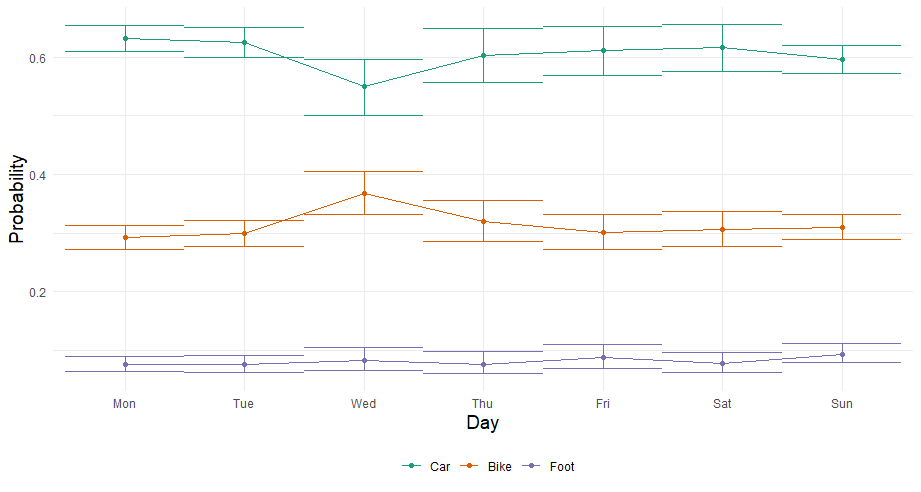 0.6
0.4
0.2
Probability
Mon Tue Wed Thu Fri Sat Sun
Day
Car Bike Foot